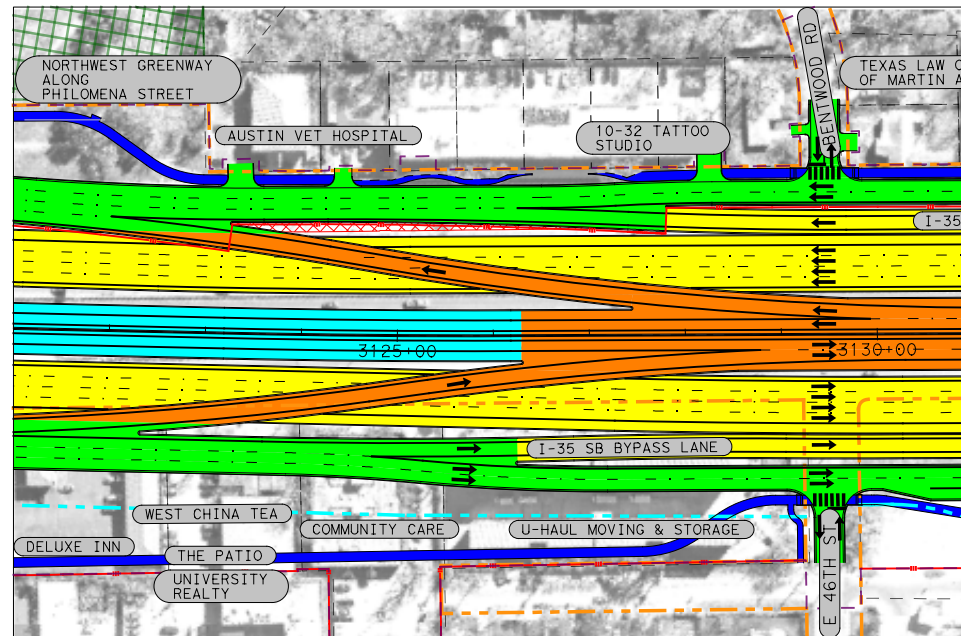 NORTHWEST GREENWAY
ALONG
PHILOMENA STREET
AUSTIN VET HOSPITAL
10-32 TATTOO
STUDIO
BENTWOOD RD
TEXAS LAW
OF MARTIN A
I-35
3125+00
3130+00
I-35 SB BYPASS LANE
WEST CHINA TEA
COMMUNITY CARE
U-HAUL MOVING & STORAGE
DELUXE INN
THE PATIO
UNIVERSITY
REALTY
E 46TH ST